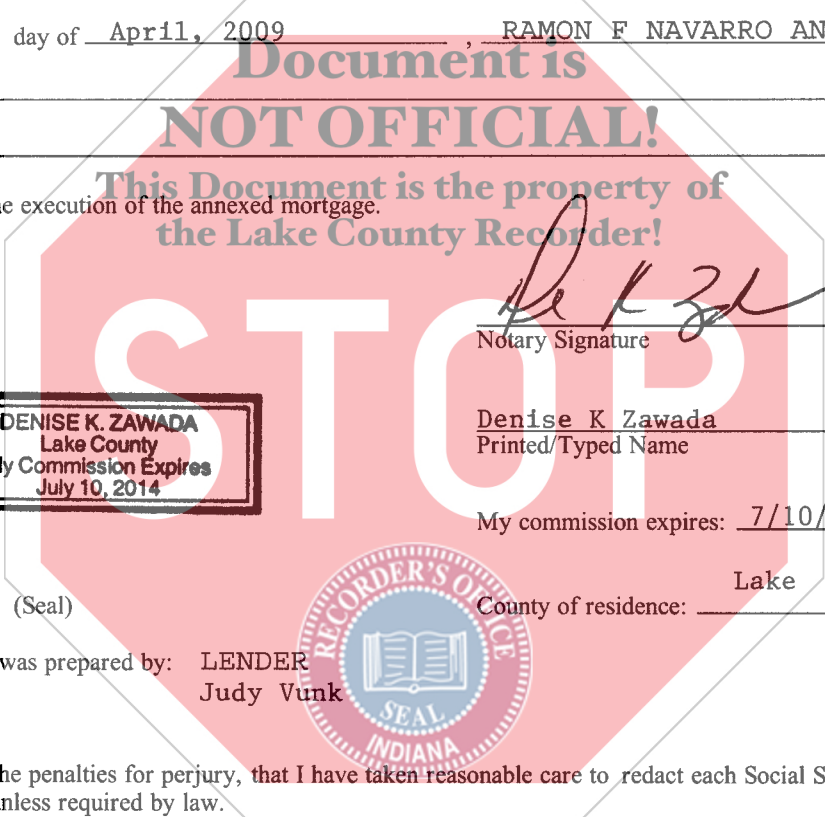 day of April, 2009 , RAMON F NAVARRO AN
Document is
NOT OFFICIAL!
This Document is the property of
the Lake County Recorder!
e execution of the annexed mortgage.
STOP
Notary Signature
DENISE K. ZAWADA
Lake County
y Commission Expires
July 10, 2014
Denise K Zawada
Printed/Typed Name
My commission expires: 7/10/
(Seal)
County of residence: Lake
was prepared by: LENDER
Judy Vunk
RECORDER'S OFFICE
SEAL
INDIANA
he penalties for perjury, that I have taken reasonable care to redact each Social S
nless required by law.